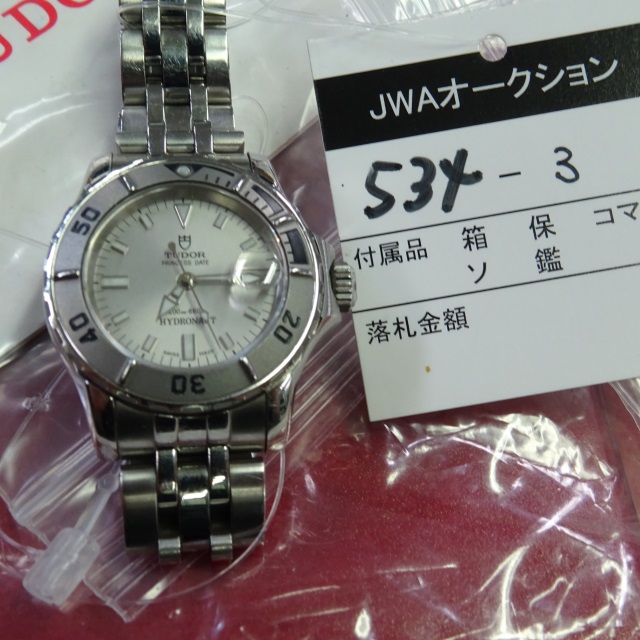 TUDOR
JWAオークション
534 - 3
付属品 箱 保 コマ
ソ 鑑
落札金額
50
40
30
20
TUDOR
PRINCESS DATE
HYDRONAUT